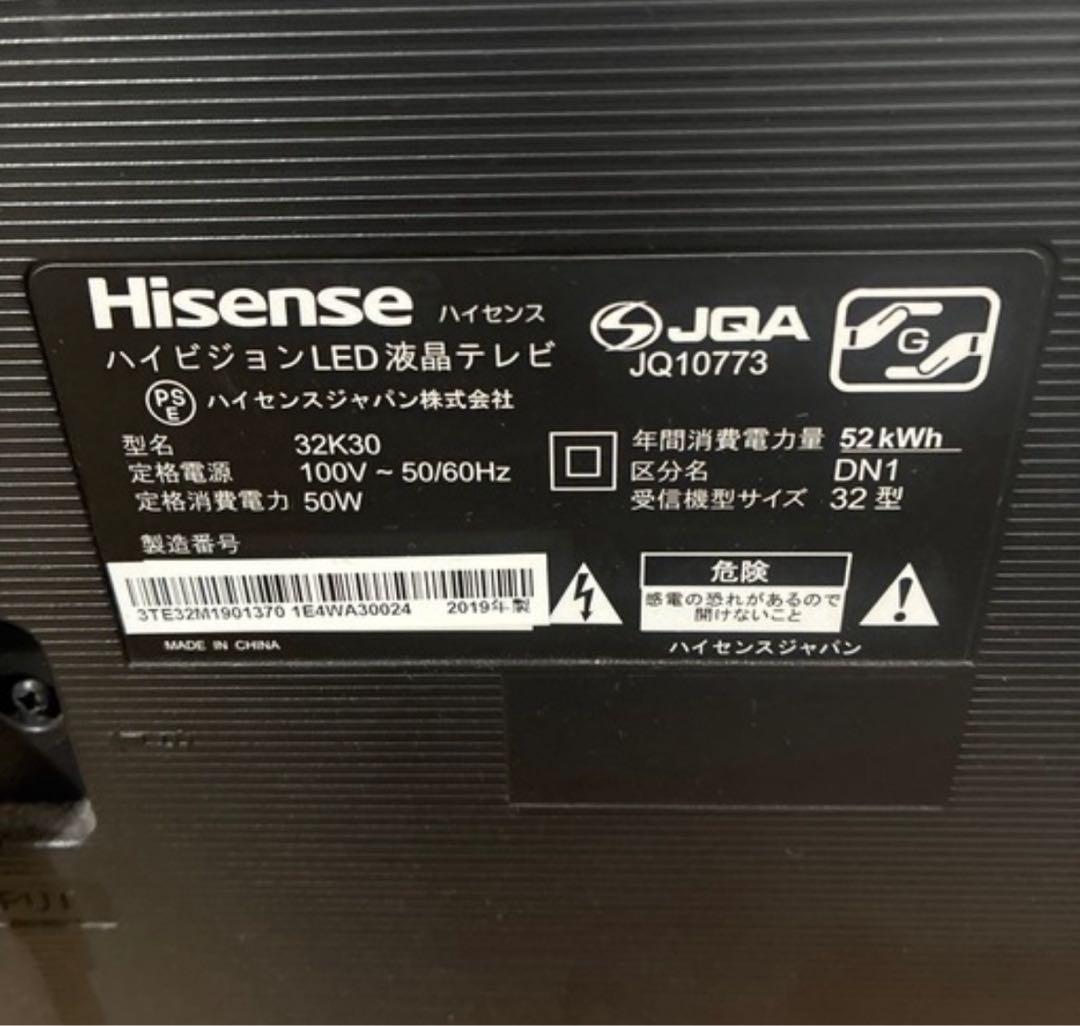 Hisense ハイセンス
ハイビジョンLED液晶テレビ
PSE ハイセンスジャパン株式会社
JQA
JQ10773
G
型名 32K30
定格電源 100V ~ 50/60Hz
定格消費電力 50W
年間消費電力量 52kWh
区分名 DN1
受信機型サイズ 32型
製造番号
3TE32M1901370 1E4WA30024 2019年製
MADE IN CHINA
危険
感電の恐れがあるので
開けないこと
ハイセンスジャパン